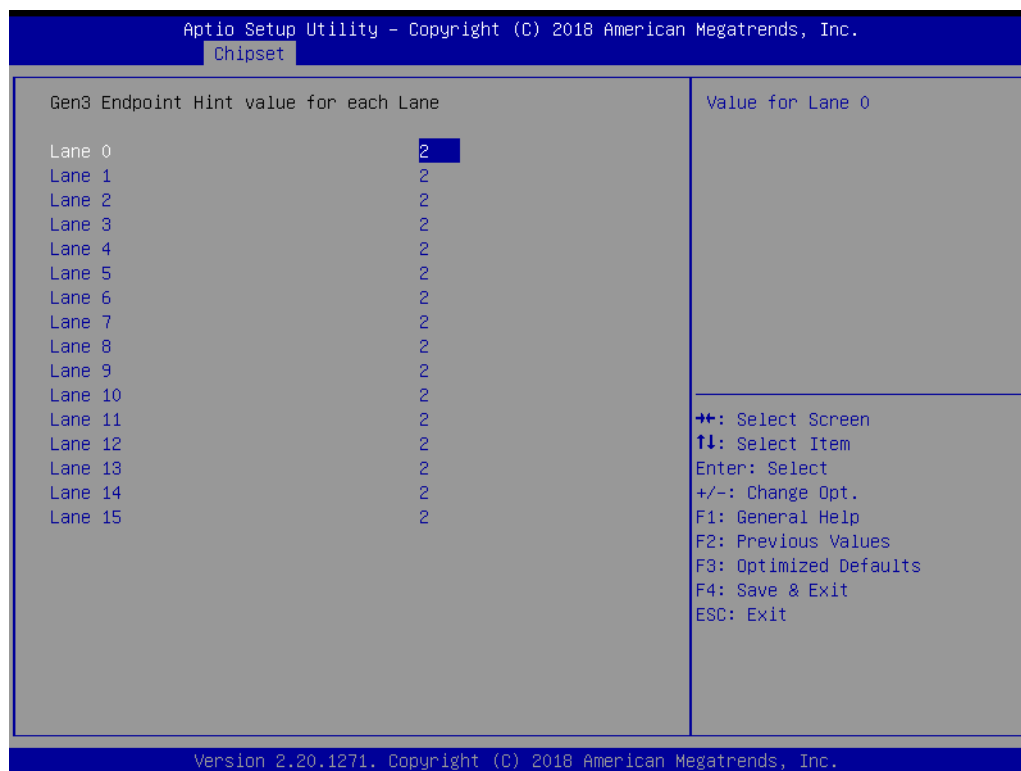 Aptio Setup Utility – Copyright (C) 2018 American Megatrends, Inc.
Chipset
Gen3 Endpoint Hint value for each Lane
Value for Lane 0
Lane 0 2
Lane 1 2
Lane 2 2
Lane 3 2
Lane 4 2
Lane 5 2
Lane 6 2
Lane 7 2
Lane 8 2
Lane 9 2
Lane 10 2
Lane 11 2
Lane 12 2
Lane 13 2
Lane 14 2
Lane 15 2
→←: Select Screen
↑↓: Select Item
Enter: Select
+/-: Change Opt.
F1: General Help
F2: Previous Values
F3: Optimized Defaults
F4: Save & Exit
ESC: Exit
Version 2.20.1271. Copyright (C) 2018 American Megatrends, Inc.